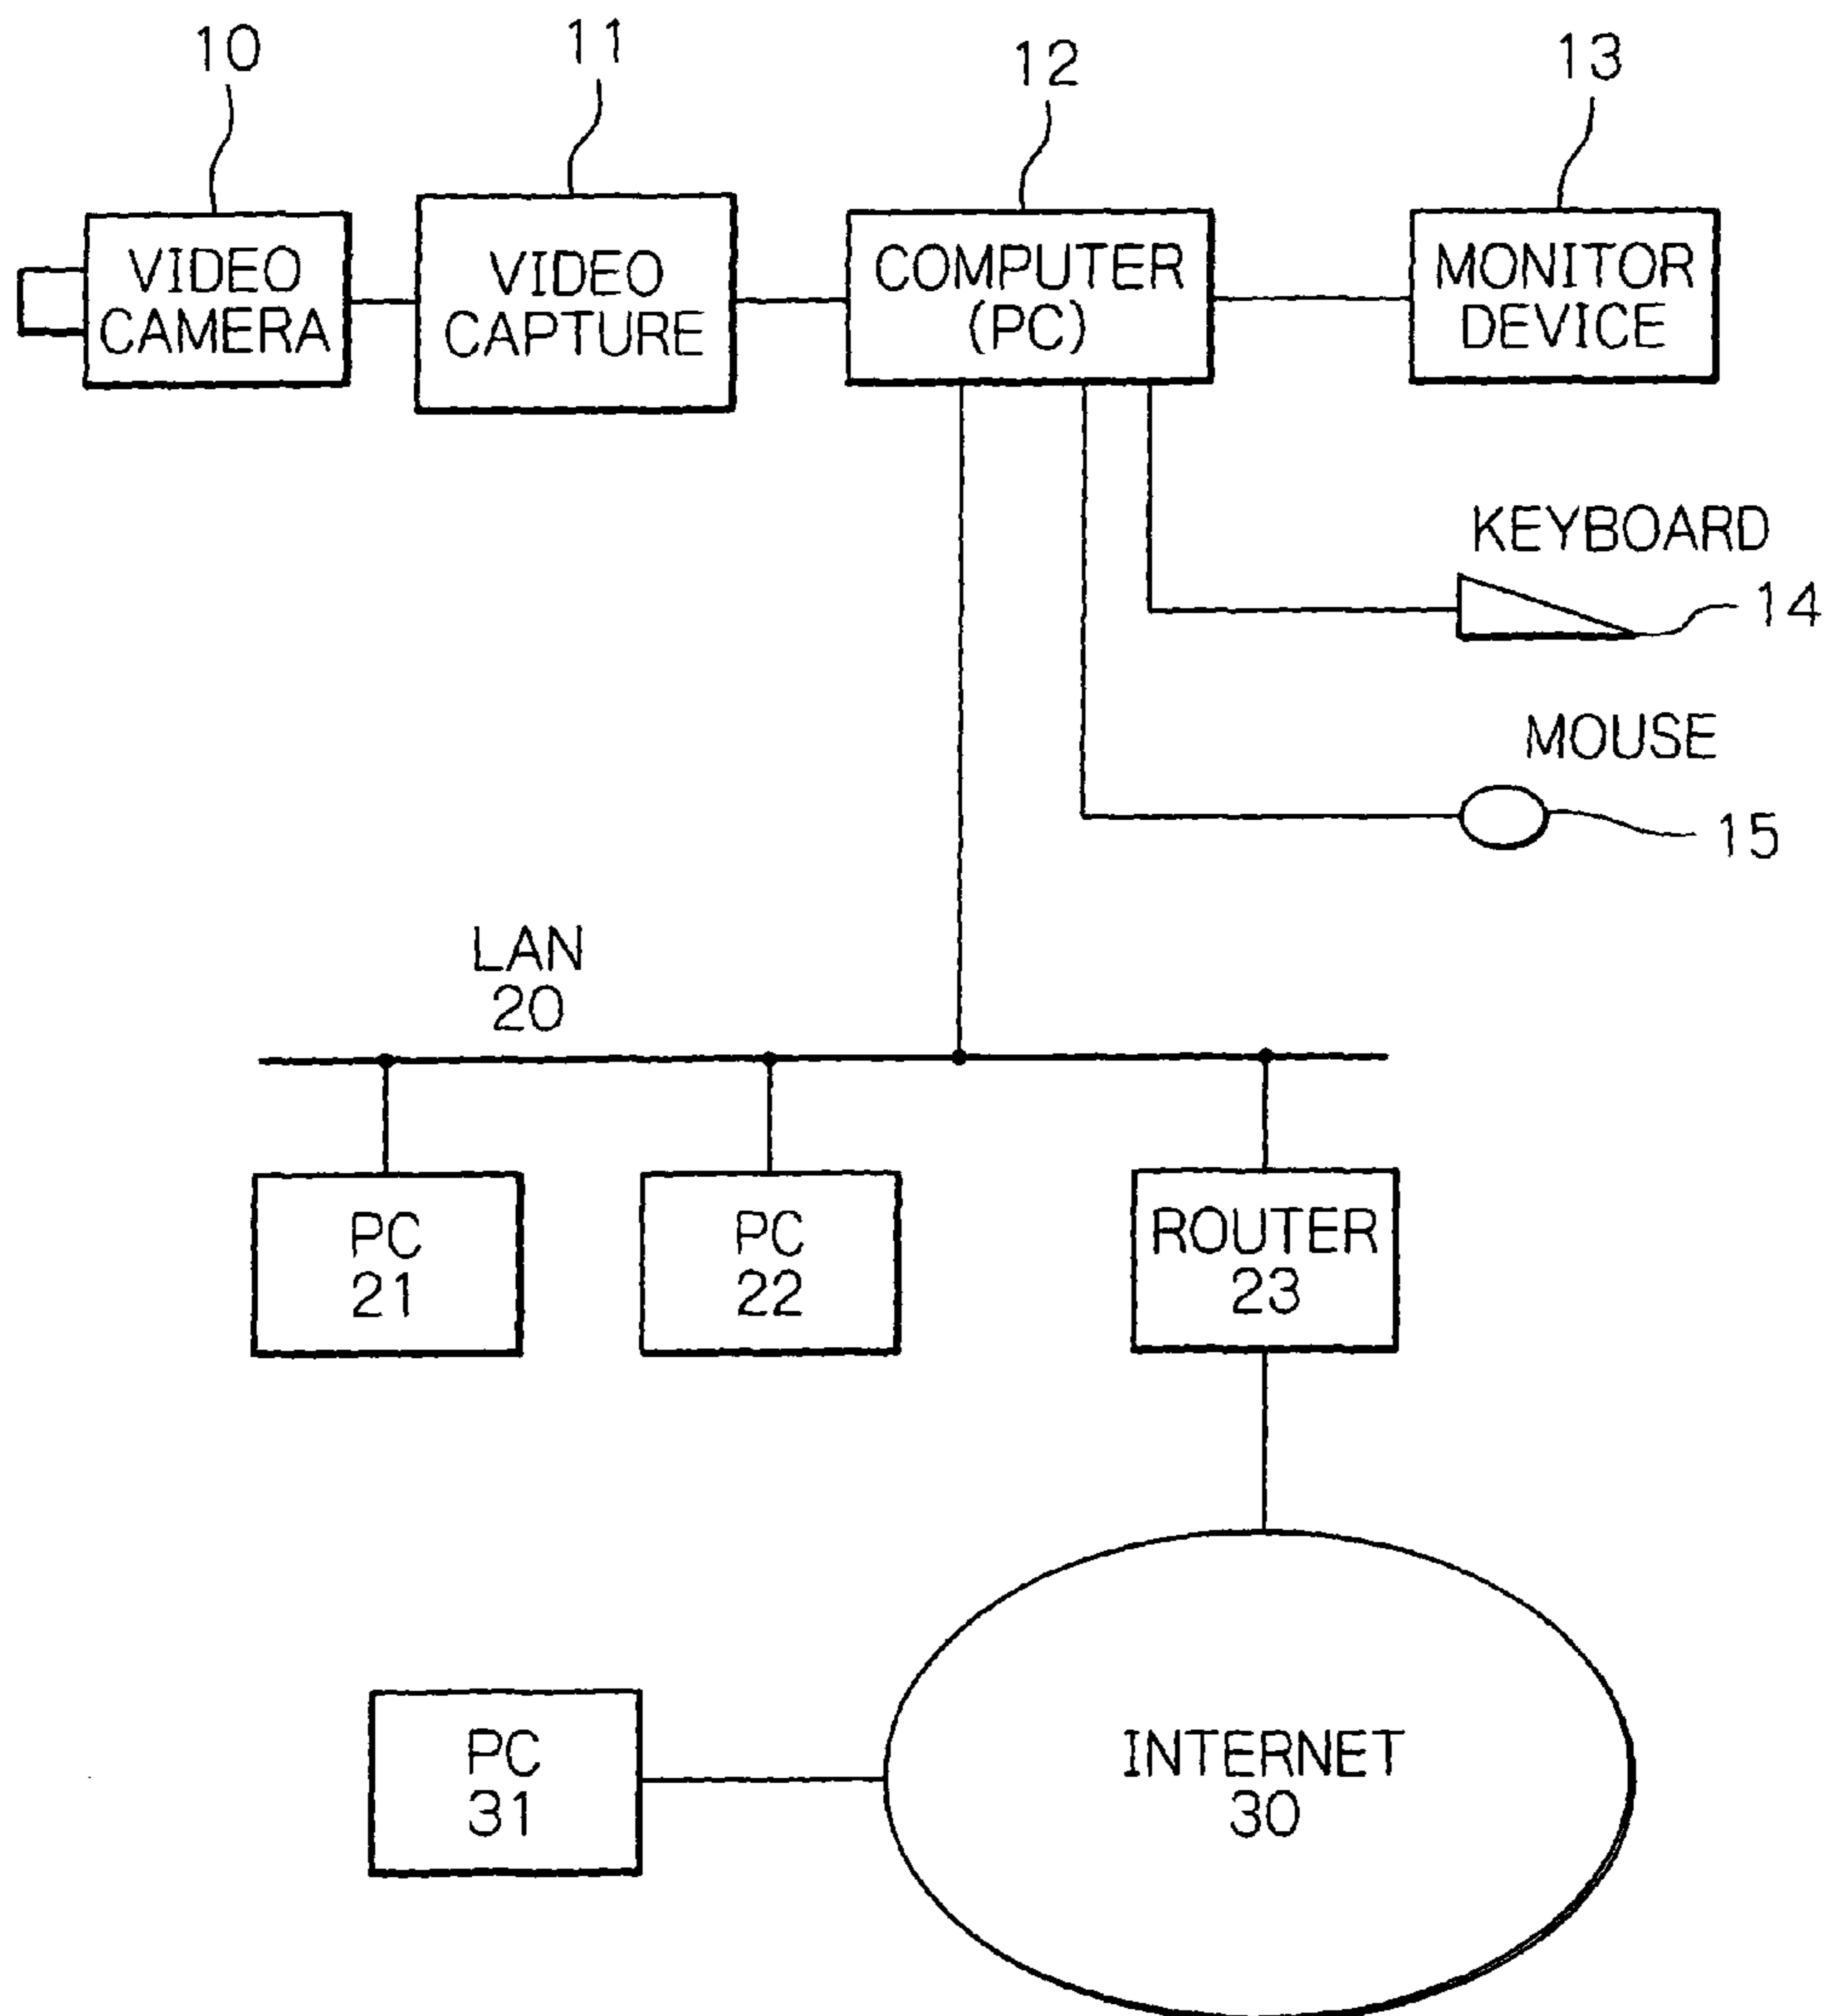 10
11
12
13
VIDEO
CAMERA
VIDEO
CAPTURE
COMPUTER
(PC)
MONITOR
DEVICE
KEYBOARD
14
MOUSE
15
LAN
20
PC
21
PC
22
ROUTER
23
PC
31
INTERNET
30